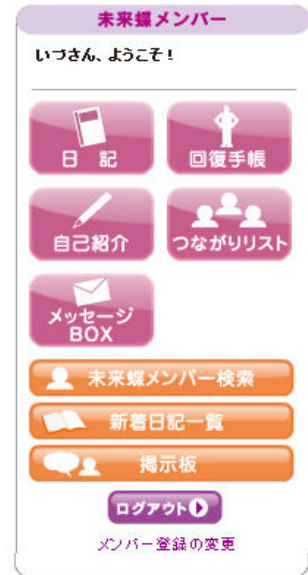 未来蝶メンバー
いづさん、ようこそ！
日 記
回復手帳
自己紹介
つながりリスト
メッセージ
BOX
未来蝶メンバー検索
新着日記一覧
掲示板
ログアウト
メンバー登録の変更